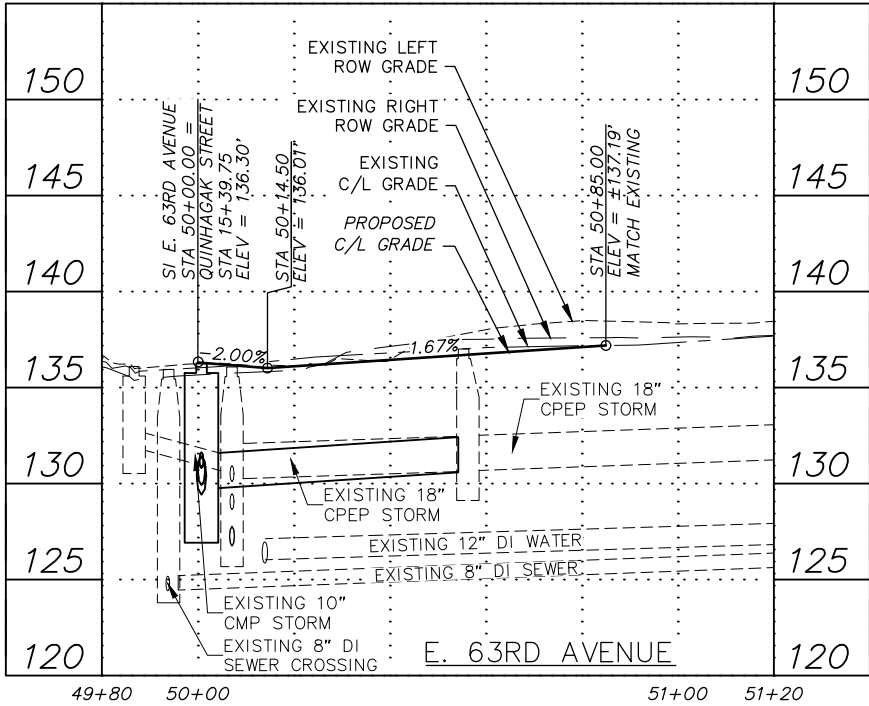 150
145
140
135
130
125
120
150
145
140
135
130
125
120
SI E. 63RD AVENUE
STA 50+00.00 =
QUINHAGAK STREET
STA 15+39.75
ELEV = 136.30'
STA 50+14.50
ELEV = 136.01'
EXISTING LEFT
ROW GRADE
EXISTING RIGHT
ROW GRADE
EXISTING
C/L GRADE
PROPOSED
C/L GRADE
STA 50+85.00
ELEV = ±137.19'
MATCH EXISTING
-2.00%
1.67%
EXISTING 18"
CPEP STORM
EXISTING 18"
CPEP STORM
EXISTING 12" DI WATER
EXISTING 8" DI SEWER
EXISTING 10"
CMP STORM
EXISTING 8" DI
SEWER CROSSING
E. 63RD AVENUE
49+80
50+00
51+00
51+20